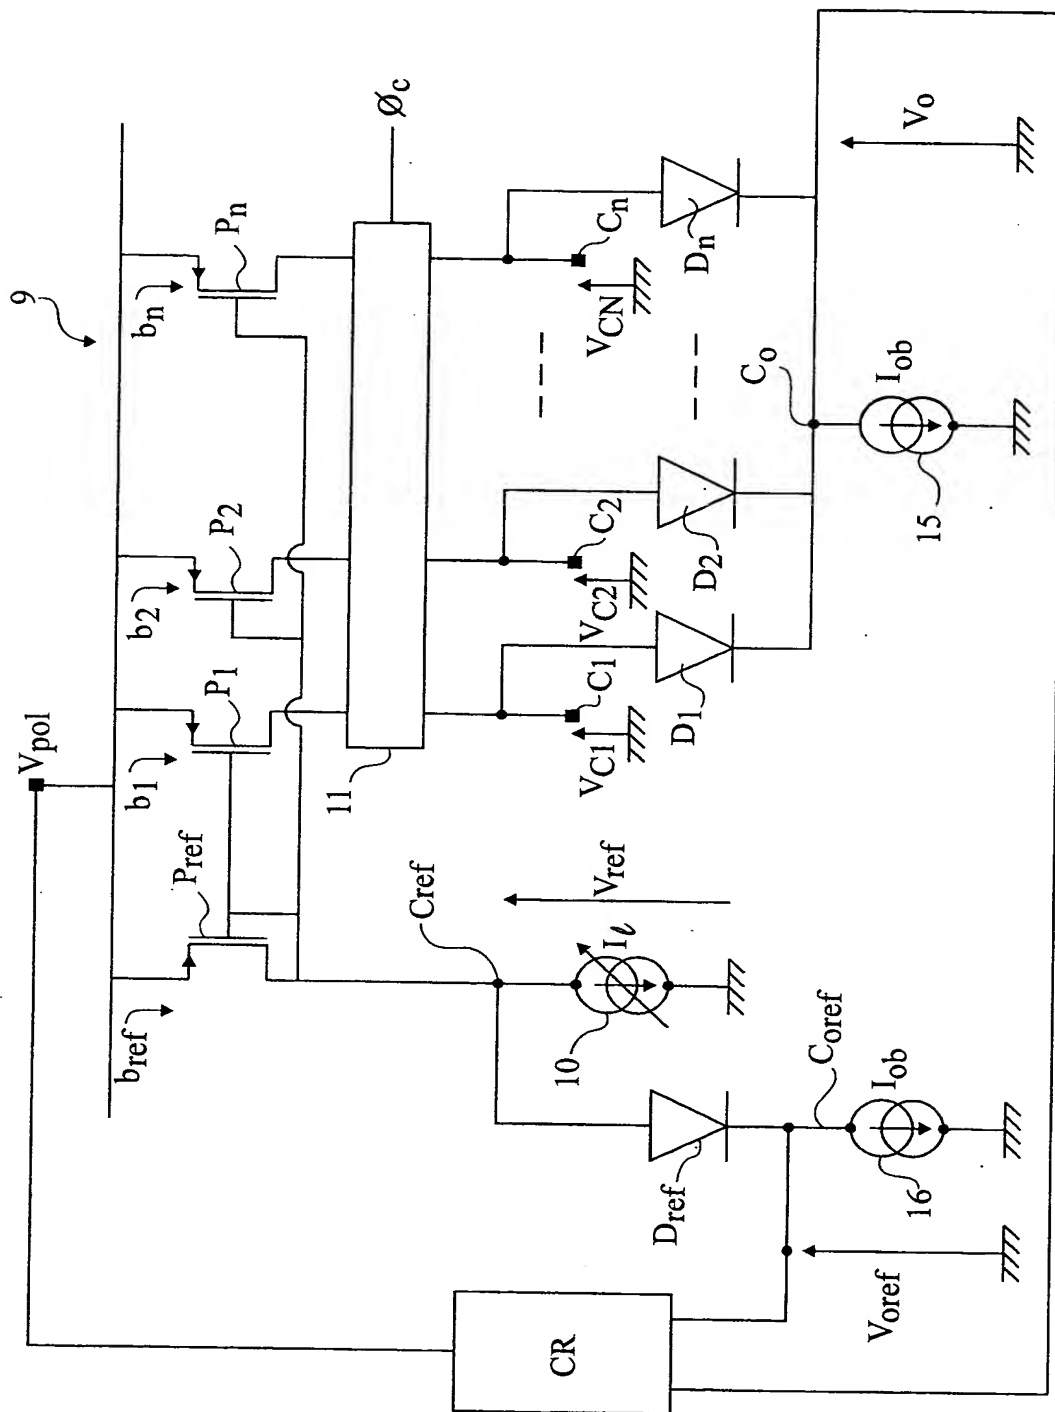 9
Vpol
bref
Pref
b1
P1
b2
P2
bn
Pn
Øc
11
Cref
Vref
10
Iℓ
VC1
C1
VC2
C2
VCN
Cn
Dref
D1
D2
Dn
Coref
16
Iob
Voref
CR
Co
15
Iob
Vo